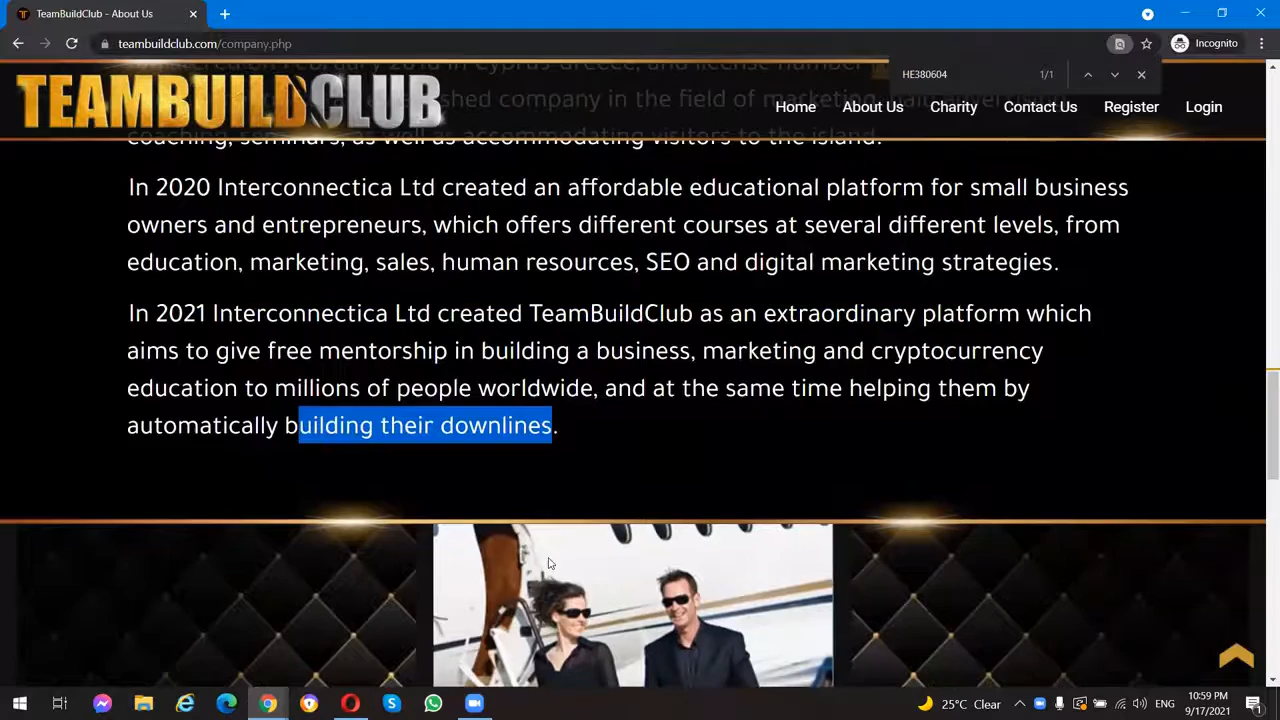 TeamBuildClub - About Us
teambuildclub.com/company.php
Incognito
HE380604
1/1
TEAMBUILDCLUB
Home
About Us
Charity
Contact Us
Register
Login
coaching, seminars, as well as accommodating visitors to the island.
In 2020 Interconnectica Ltd created an affordable educational platform for small business
owners and entrepreneurs, which offers different courses at several different levels, from
education, marketing, sales, human resources, SEO and digital marketing strategies.
In 2021 Interconnectica Ltd created TeamBuildClub as an extraordinary platform which
aims to give free mentorship in building a business, marketing and cryptocurrency
education to millions of people worldwide, and at the same time helping them by
automatically building their downlines.
25°C Clear
ENG
10:59 PM
9/17/2021